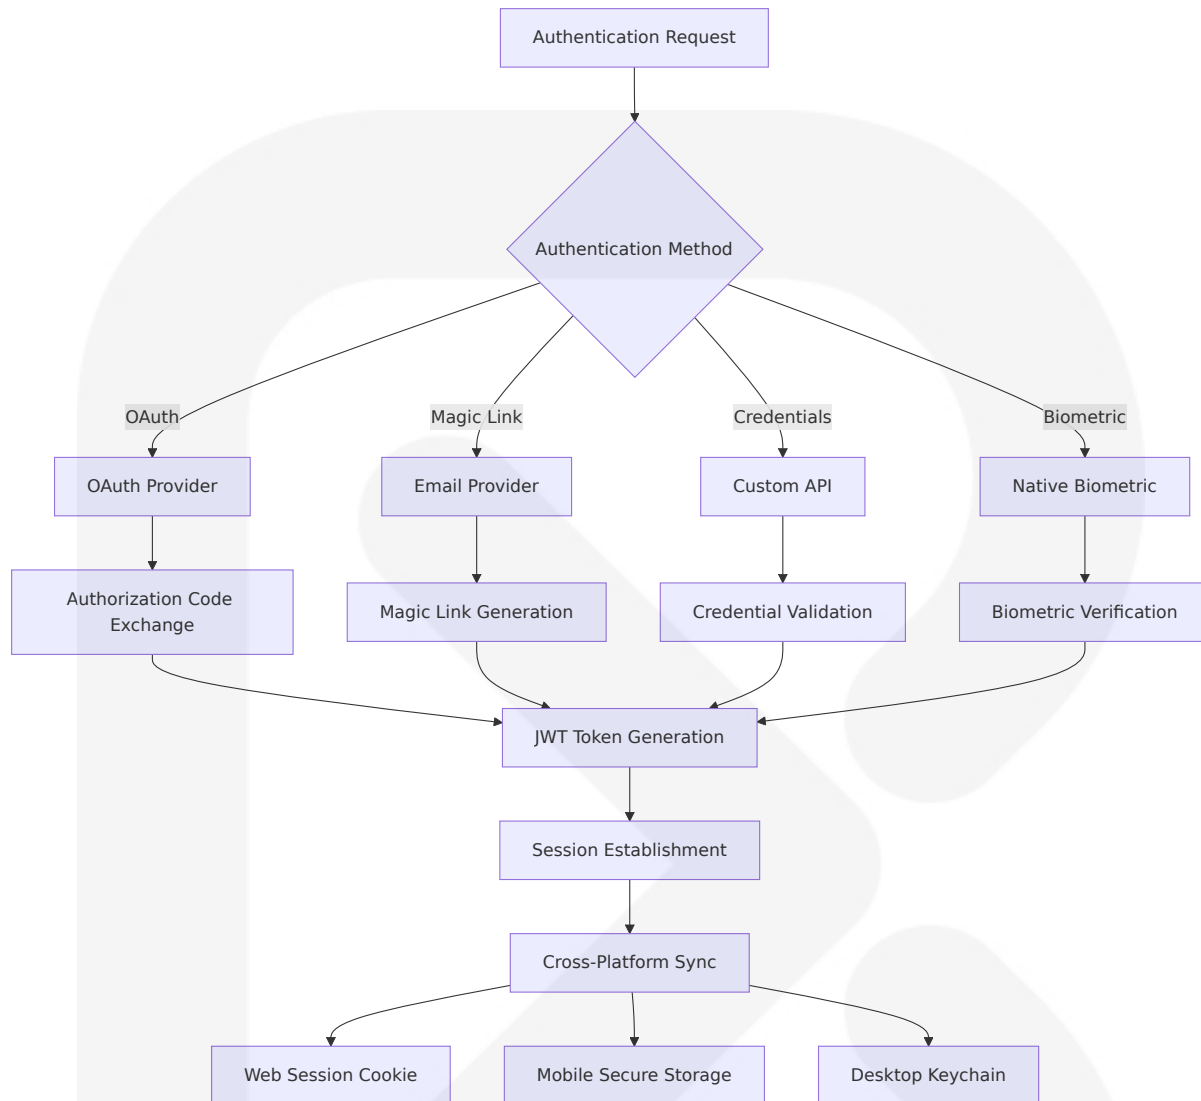 Authentication Request
Authentication Method
OAuth
Magic Link
Credentials
Biometric
OAuth Provider
Email Provider
Custom API
Native Biometric
Authorization Code
Exchange
Magic Link Generation
Credential Validation
Biometric Verification
JWT Token Generation
Session Establishment
Cross-Platform Sync
Web Session Cookie
Mobile Secure Storage
Desktop Keychain